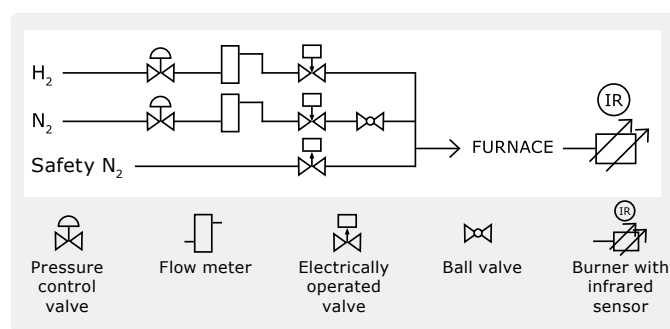 IR
H₂
N₂
FURNACE
Safety N₂
IR
Pressure
control
valve
Flow meter
Electrically
operated
valve
Ball valve
Burner with
infrared
sensor